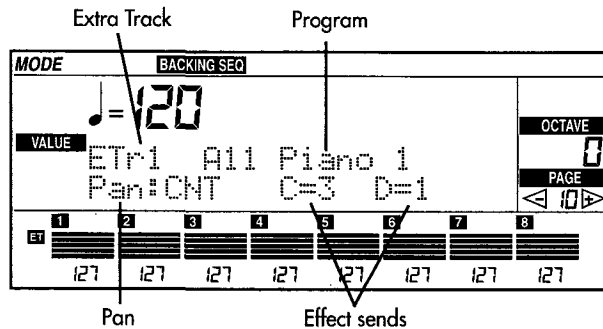 Extra Track Program
MODE BACKING SEQ
♩=120
VALUE
OCTAVE
0
ETr1 A11 Piano 1
Pan:CNT C=3 D=1
PAGE
- 10 +
1 2 3 4 5 6 7 8
ET
127 127 127 127 127 127 127 127
Pan Effect sends